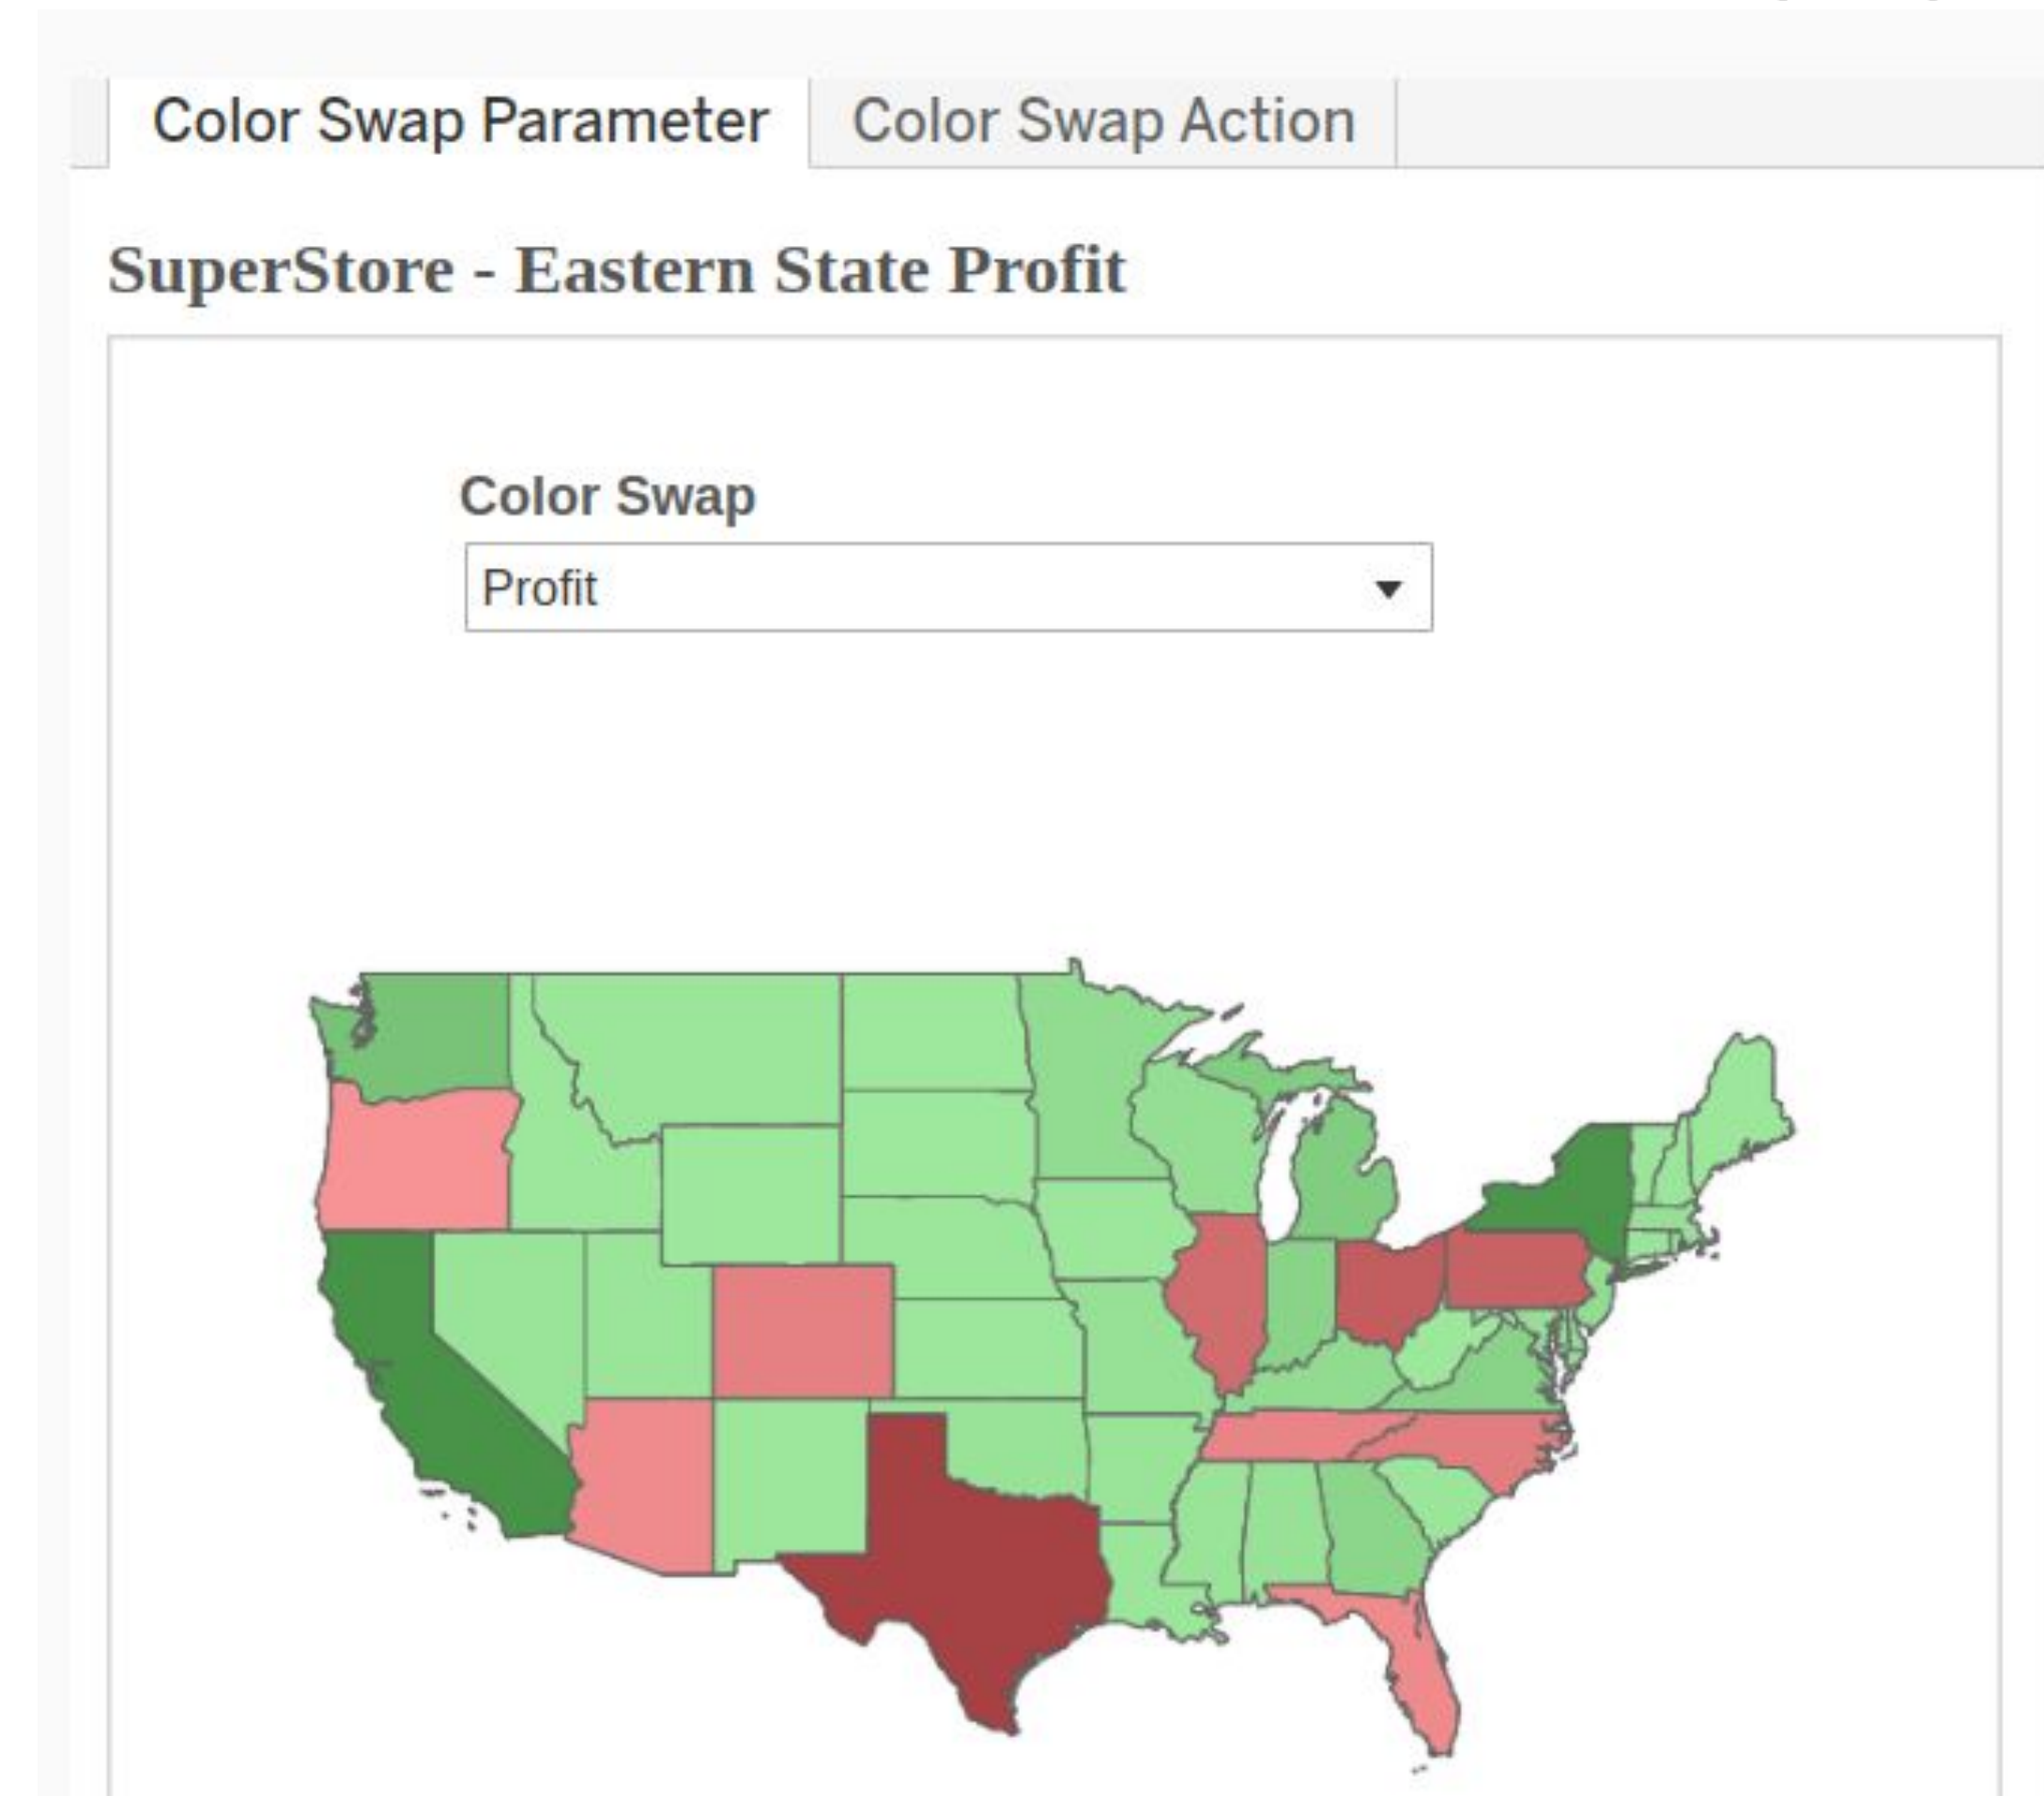 Color Swap Parameter
Color Swap Action
SuperStore - Eastern State Profit
Color Swap
Profit